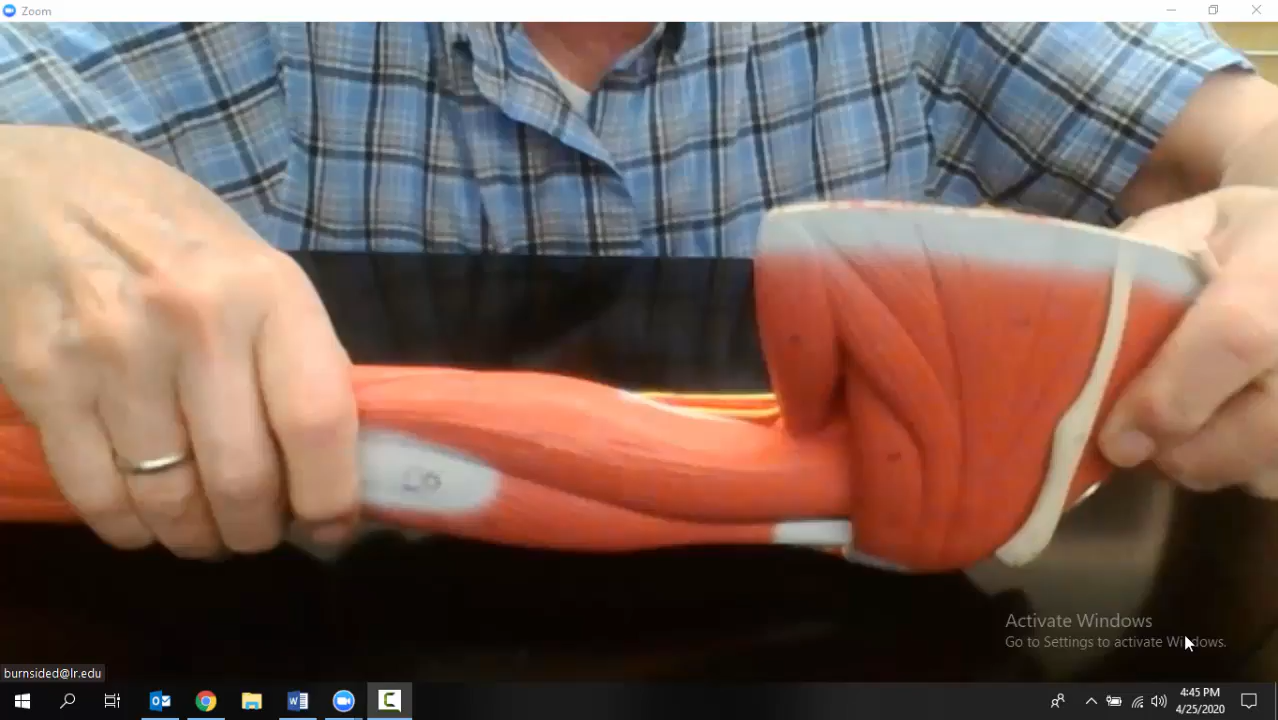 Zoom
Activate Windows
Go to Settings to activate Windows.
burnsided@lr.edu
4:45 PM
4/25/2020